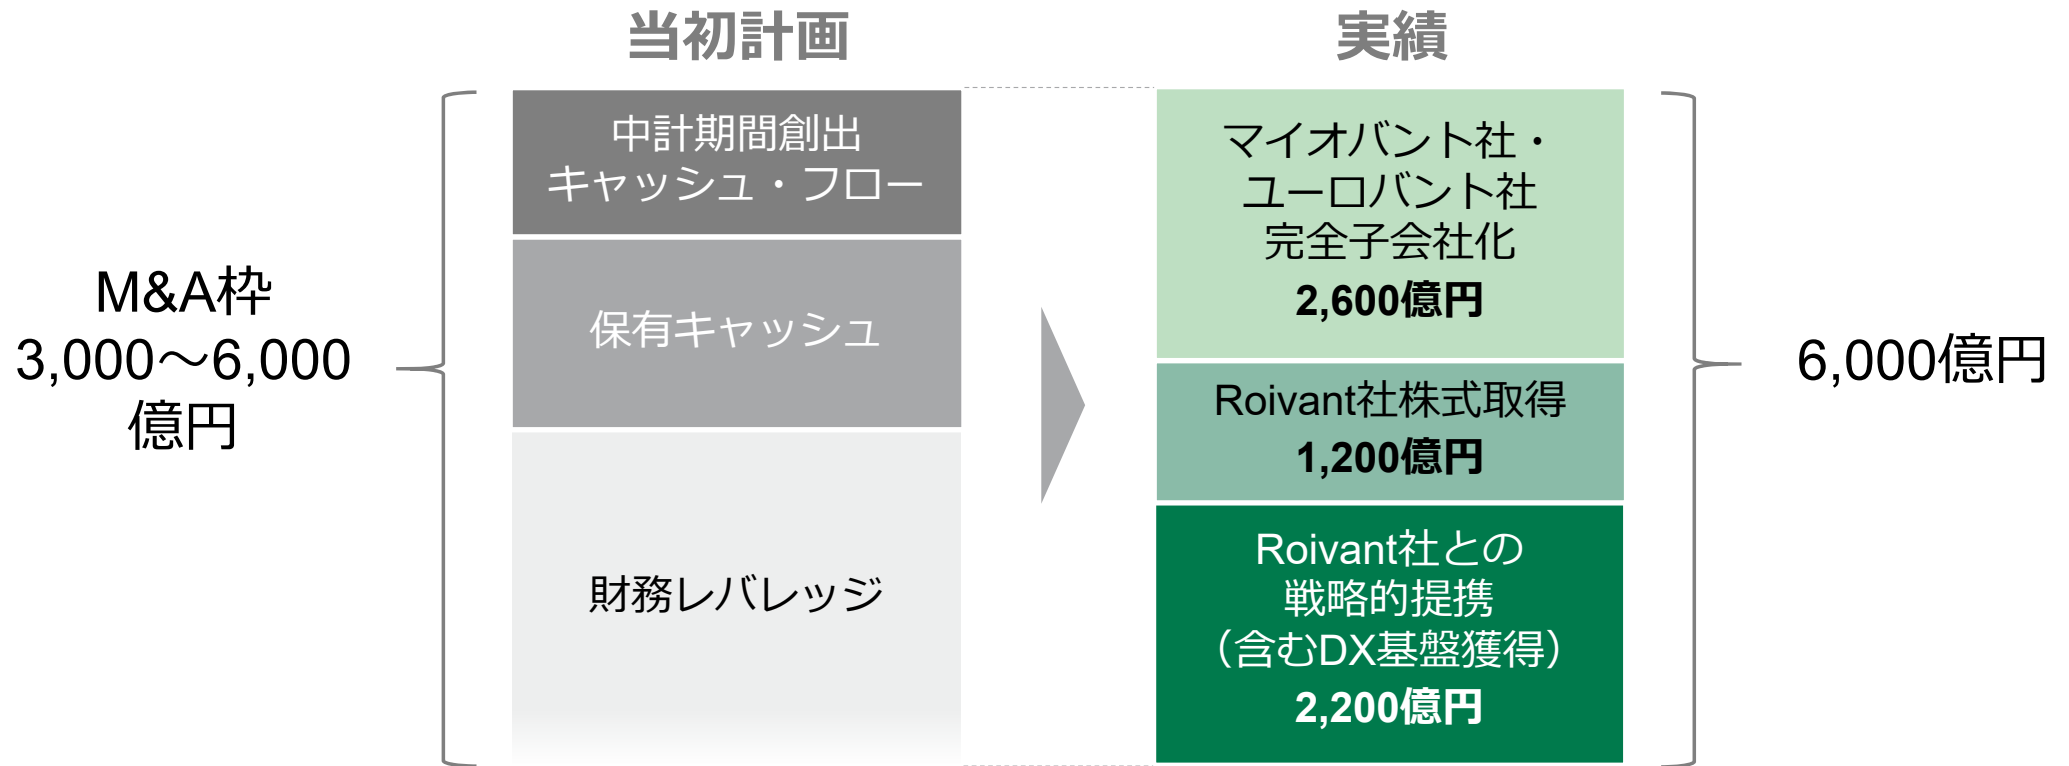 当初計画
実績
M&A枠
3,000～6,000
億円
中計期間創出
キャッシュ・フロー
保有キャッシュ
財務レバレッジ
マイオバント社・
ユーロバント社
完全子会社化
2,600億円
Roivant社株式取得
1,200億円
Roivant社との
戦略的提携
（含むDX基盤獲得）
2,200億円
6,000億円